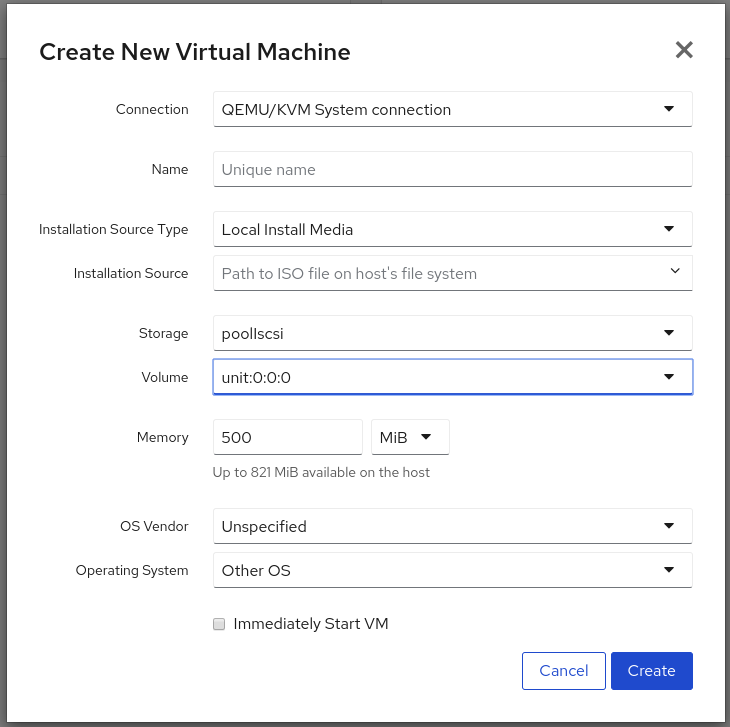 Create New Virtual Machine
Connection QEMU/KVM System connection
Name Unique name
Installation Source Type Local Install Media
Installation Source Path to ISO file on host's file system
Storage poolIscsi
Volume unit:0:0:0
Memory 500 MiB
Up to 821 MiB available on the host
OS Vendor Unspecified
Operating System Other OS
Immediately Start VM
Cancel Create